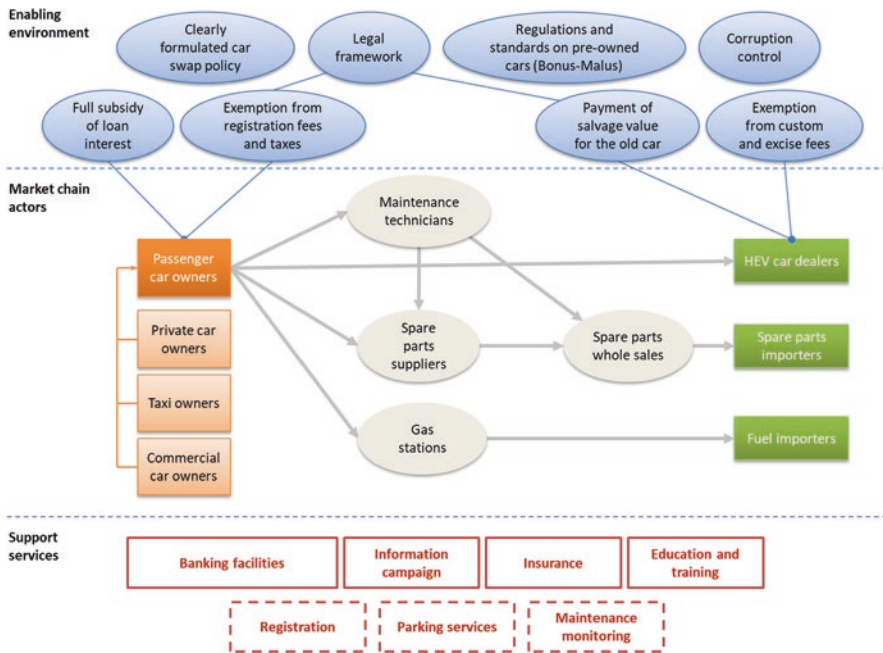 Enabling
environment
Clearly
formulated car
swap policy
Legal
framework
Regulations and
standards on pre-owned
cars (Bonus-Malus)
Corruption
control
Full subsidy
of loan
interest
Exemption from
registration fees
and taxes
Payment of
salvage value
for the old car
Exemption
from custom
and excise fees
Market chain
actors
Maintenance
technicians
Passenger
car owners
HEV car dealers
Private car
owners
Spare
parts
suppliers
Spare parts
whole sales
Spare parts
importers
Taxi owners
Gas
stations
Fuel importers
Commercial
car owners
Support
services
Banking facilities
Information
campaign
Insurance
Education and
training
Registration
Parking services
Maintenance
monitoring